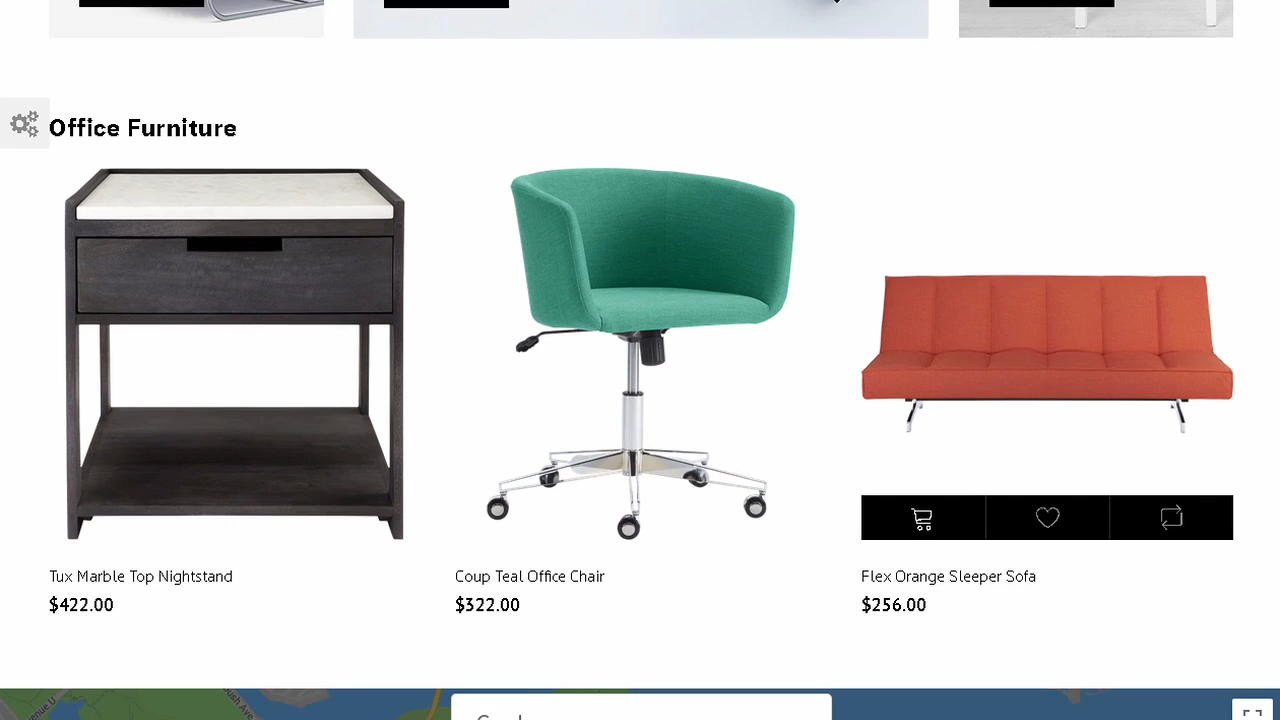 Office Furniture
Tux Marble Top Nightstand
$422.00
Coup Teal Office Chair
$322.00
Flex Orange Sleeper Sofa
$256.00